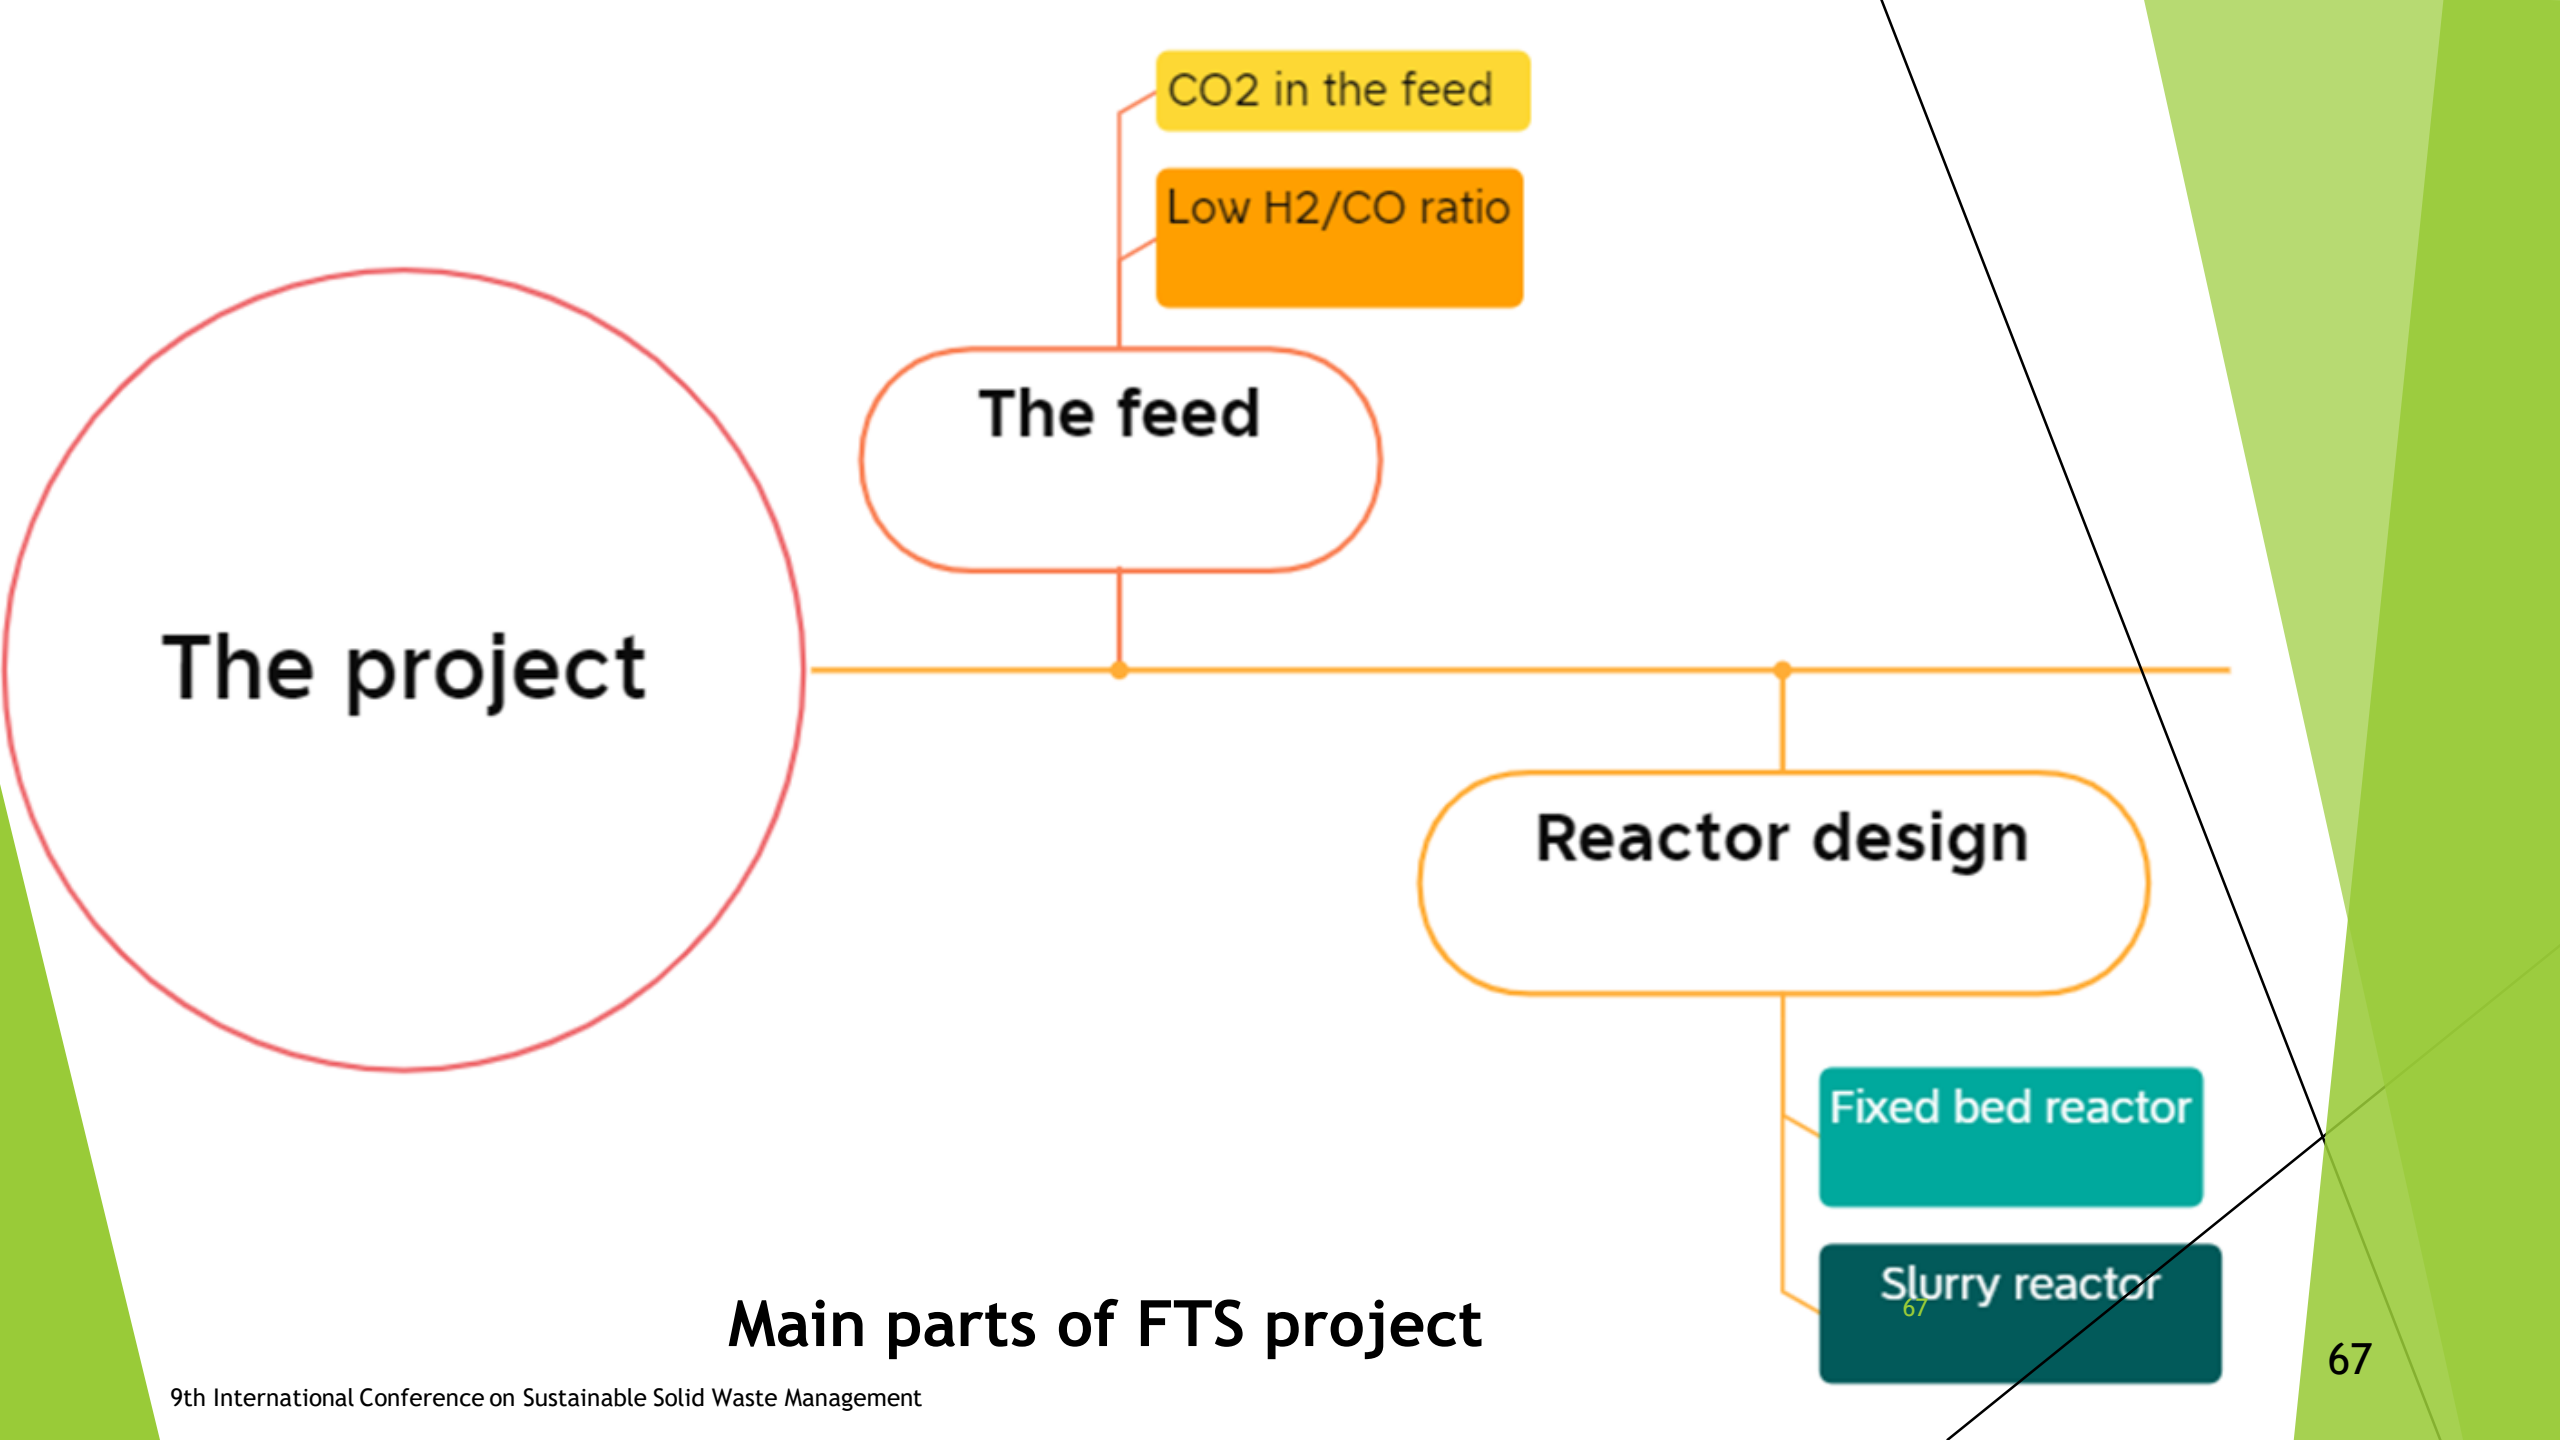 CO2 in the feed
Low H2/CO ratio
The feed
The project
Reactor design
Fixed bed reactor
Slurry reactor
67
Main parts of FTS project
67
9th International Conference on Sustainable Solid Waste Management